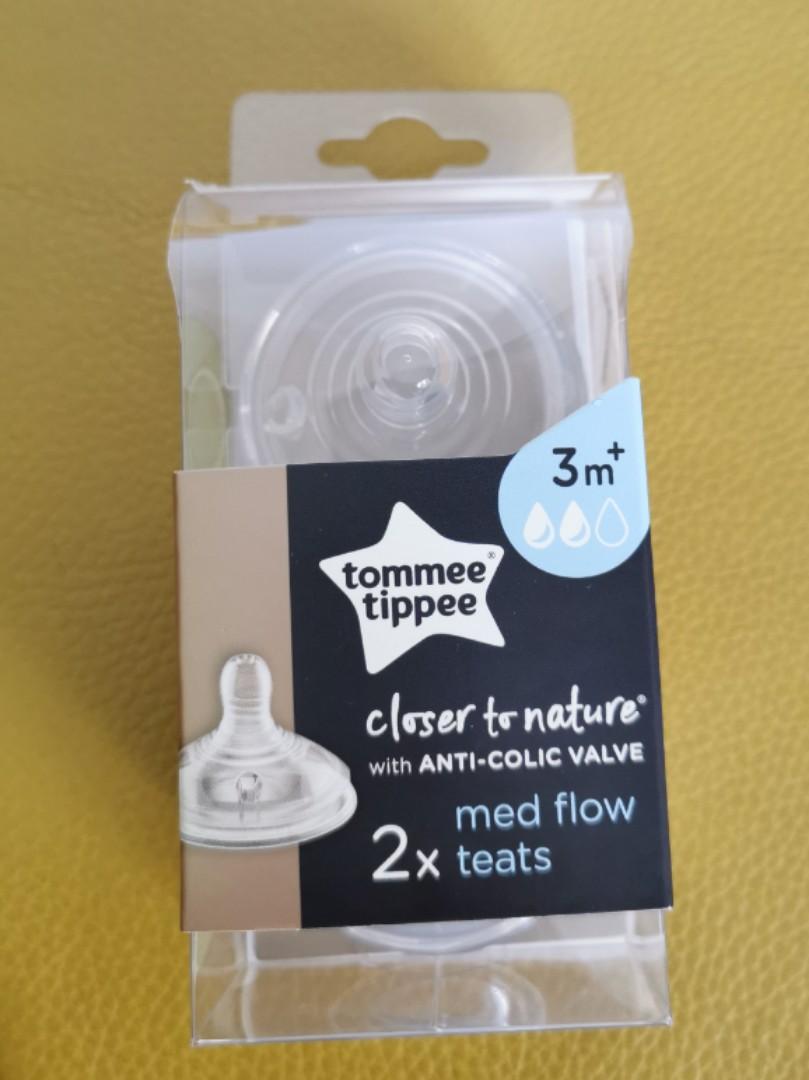 3m+
tommee®
tippee
closer to nature®
with ANTI-COLIC VALVE
2x med flow
teats